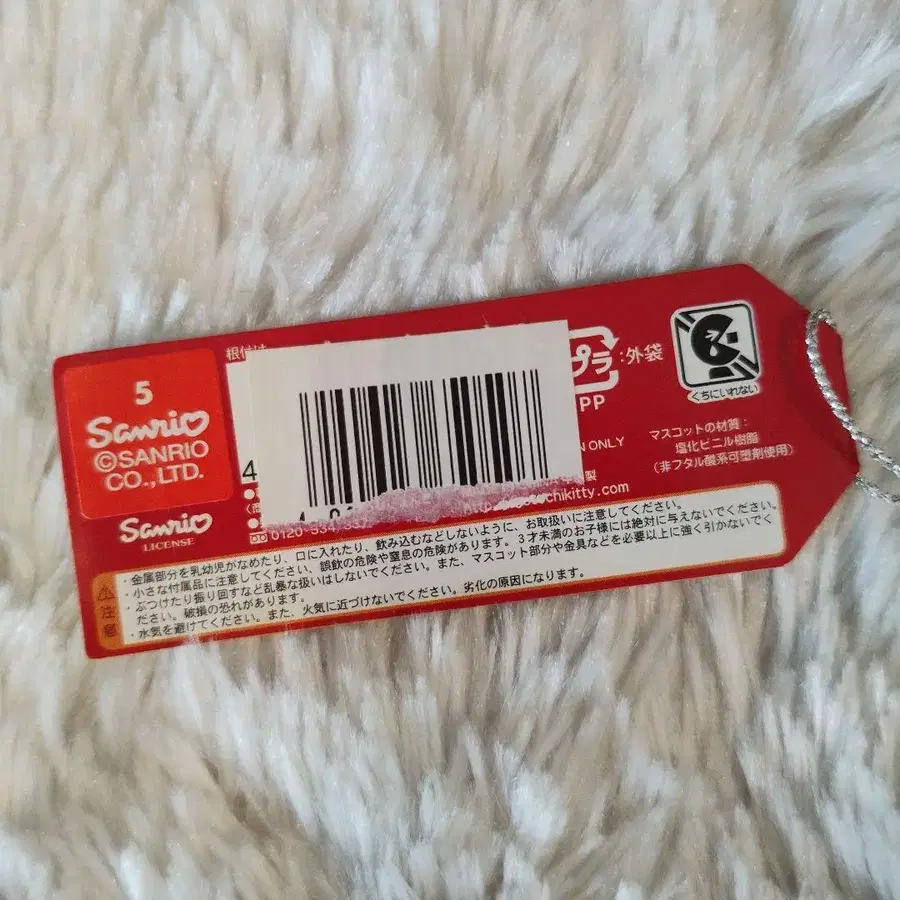 5
Sanrio
©SANRIO
CO.,LTD.
Sanrio
LICENSE
根付け
プラ :外袋
PP
くちにいれない
マスコットの材質:
塩化ビニル樹脂
(非フタル酸系可塑剤使用)
ON ONLY
製
chikitty.com
0120-934-337
注意
・金属部分を乳幼児がなめたり、口に入れたり、飲み込むなどしないように、お取扱いに注意してください。
・小さな付属品に注意してください、誤飲の危険や窒息の危険があります。3才未満のお子様には絶対に与えないでください。
・ぶつけたり振り回すなど乱暴な扱いはしないでください。また、マスコット部分や金具などを必要以上に強く引かないでく
ださい。破損の恐れがあります。
・水気を避けてください。また、火気に近づけないでください。劣化の原因になります。